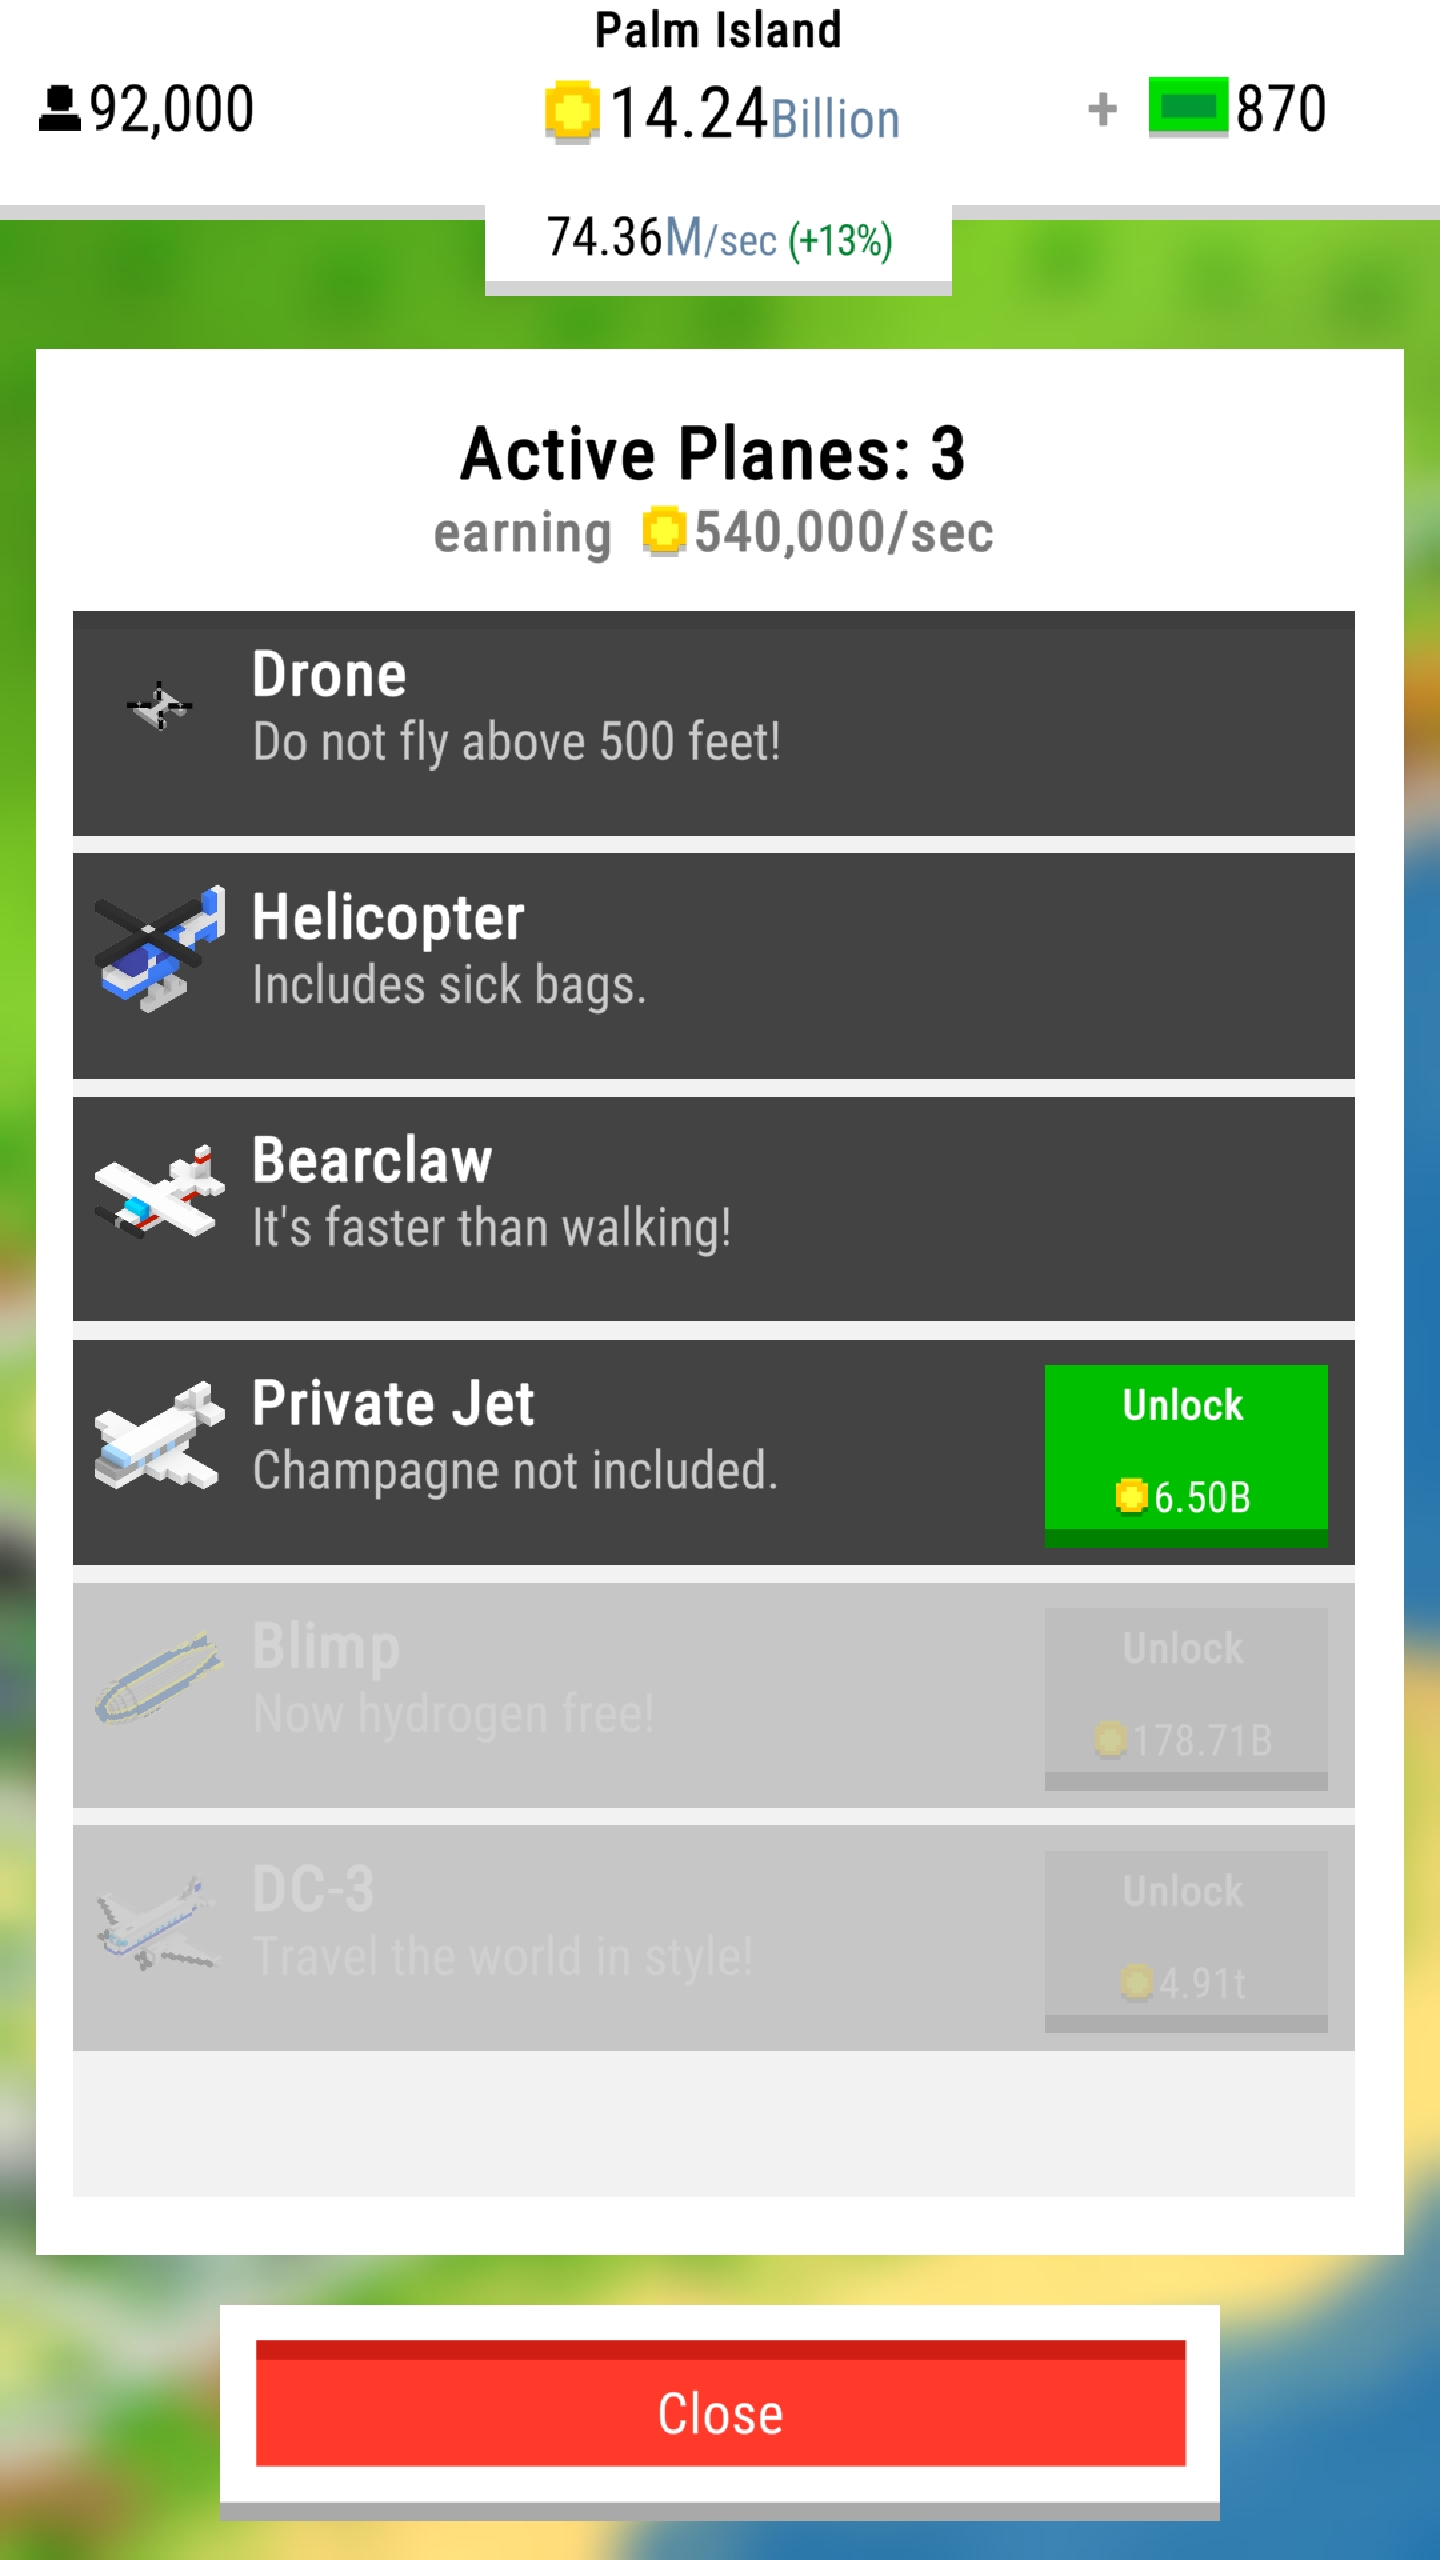 Palm Island
92,000
14.24Billion
+ 870
74.36M/sec (+13%)
Active Planes: 3
earning 540,000/sec
Drone
Do not fly above 500 feet!
Helicopter
Includes sick bags.
Bearclaw
It's faster than walking!
Private Jet
Champagne not included.
Unlock
6.50B
Blimp
Now hydrogen free!
Unlock
178.71B
DC-3
Travel the world in style!
Unlock
4.91t
Close